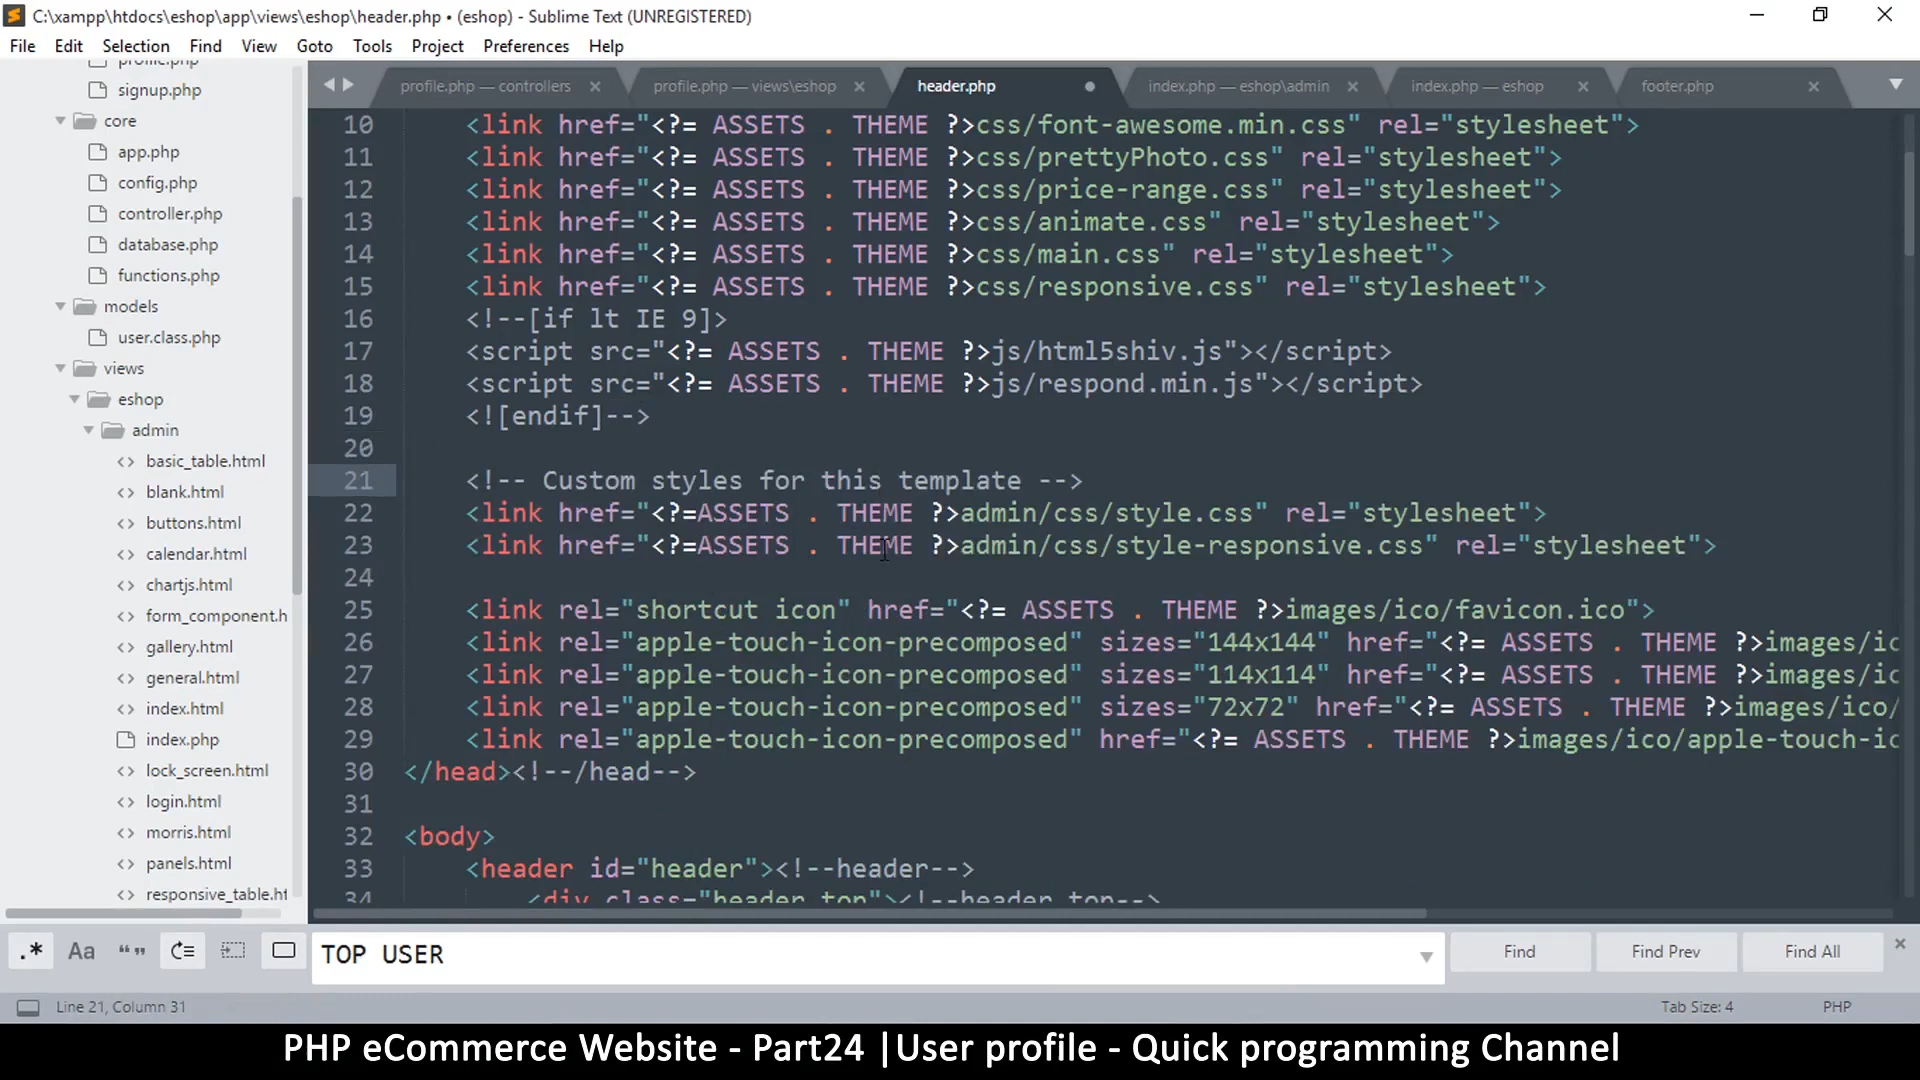 C:\xampp\htdocs\eshop\app\views\eshop\header.php • (eshop) - Sublime Text (UNREGISTERED)
File Edit Selection Find View Goto Tools Project Preferences Help
profile.php — controllers profile.php — views\eshop header.php index.php — eshop\admin index.php — eshop footer.php
profile.php
signup.php
core
app.php
config.php
controller.php
database.php
functions.php
models
user.class.php
views
eshop
admin
basic_table.html
blank.html
buttons.html
calendar.html
chartjs.html
form_component.h
gallery.html
general.html
index.html
index.php
lock_screen.html
login.html
morris.html
panels.html
responsive_table.ht
10 <link href="<?= ASSETS . THEME ?>css/font-awesome.min.css" rel="stylesheet">
11 <link href="<?= ASSETS . THEME ?>css/prettyPhoto.css" rel="stylesheet">
12 <link href="<?= ASSETS . THEME ?>css/price-range.css" rel="stylesheet">
13 <link href="<?= ASSETS . THEME ?>css/animate.css" rel="stylesheet">
14 <link href="<?= ASSETS . THEME ?>css/main.css" rel="stylesheet">
15 <link href="<?= ASSETS . THEME ?>css/responsive.css" rel="stylesheet">
16 <!--[if lt IE 9]>
17 <script src="<?= ASSETS . THEME ?>js/html5shiv.js"></script>
18 <script src="<?= ASSETS . THEME ?>js/respond.min.js"></script>
19 <![endif]-->
20
21 <!-- Custom styles for this template -->
22 <link href="<?=ASSETS . THEME ?>admin/css/style.css" rel="stylesheet">
23 <link href="<?=ASSETS . THEME ?>admin/css/style-responsive.css" rel="stylesheet">
24
25 <link rel="shortcut icon" href="<?= ASSETS . THEME ?>images/ico/favicon.ico">
26 <link rel="apple-touch-icon-precomposed" sizes="144x144" href="<?= ASSETS . THEME ?>images/ic
27 <link rel="apple-touch-icon-precomposed" sizes="114x114" href="<?= ASSETS . THEME ?>images/ic
28 <link rel="apple-touch-icon-precomposed" sizes="72x72" href="<?= ASSETS . THEME ?>images/ico/
29 <link rel="apple-touch-icon-precomposed" href="<?= ASSETS . THEME ?>images/ico/apple-touch-ic
30 </head><!--/head-->
31
32 <body>
33 <header id="header"><!--header-->
34 <div class="header_top"><!--header_top-->
.* Aa “” TOP USER Find Find Prev Find All
Line 21, Column 31 Tab Size: 4 PHP
PHP eCommerce Website - Part24 |User profile - Quick programming Channel